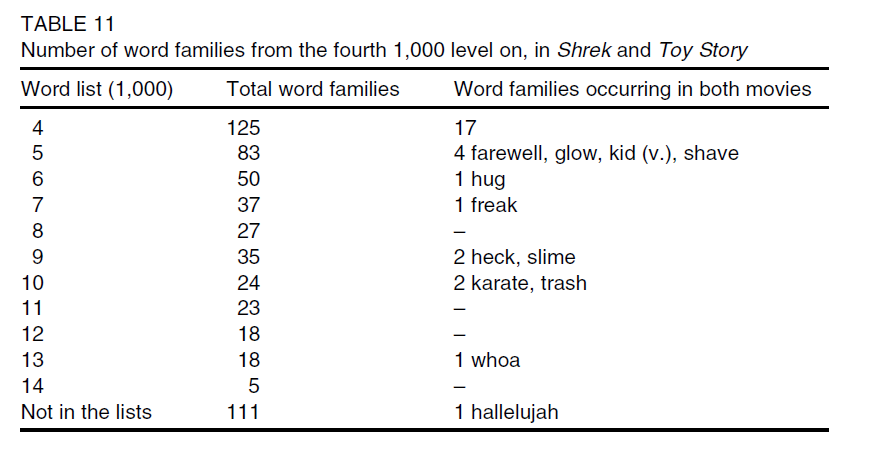 TABLE 11
Number of word families from the fourth 1,000 level on, in Shrek and Toy Story
Word list (1,000) Total word families Word families occurring in both movies
4 125 17
5 83 4 farewell, glow, kid (v.), shave
6 50 1 hug
7 37 1 freak
8 27 –
9 35 2 heck, slime
10 24 2 karate, trash
11 23 –
12 18 –
13 18 1 whoa
14 5 –
Not in the lists 111 1 hallelujah